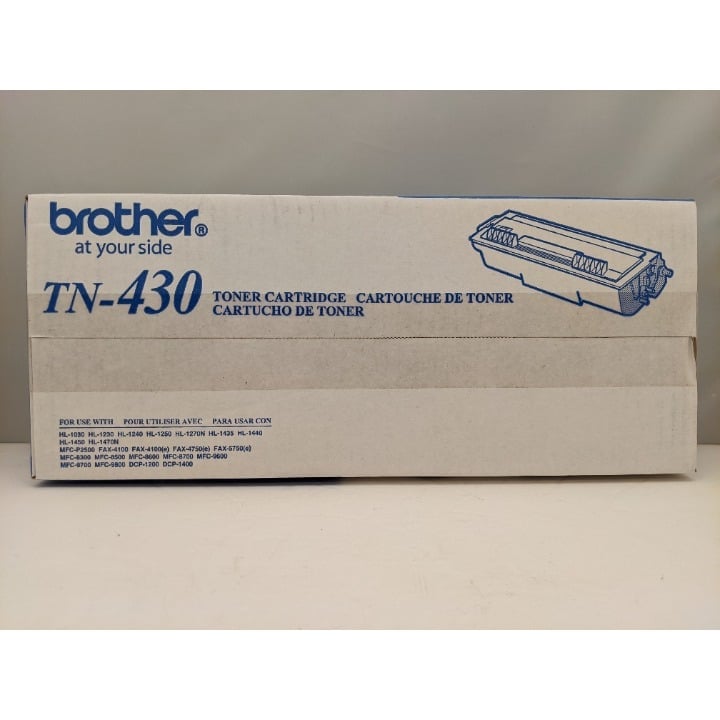 brother®
at your side
TN-430 TONER CARTRIDGE CARTOUCHE DE TONER
CARTUCHO DE TONER
FOR USE WITH POUR UTILISER AVEC PARA USAR CON
HL-1030 HL-1230 HL-1240 HL-1250 HL-1270N HL-1435 HL-1440
HL-1450 HL-1470N
MFC-P2500 FAX-4100 FAX-4100(e) FAX-4750(e) FAX-5750(e)
MFC-8300 MFC-8500 MFC-8600 MFC-8700 MFC-9600
MFC-9700 MFC-9800 DCP-1200 DCP-1400